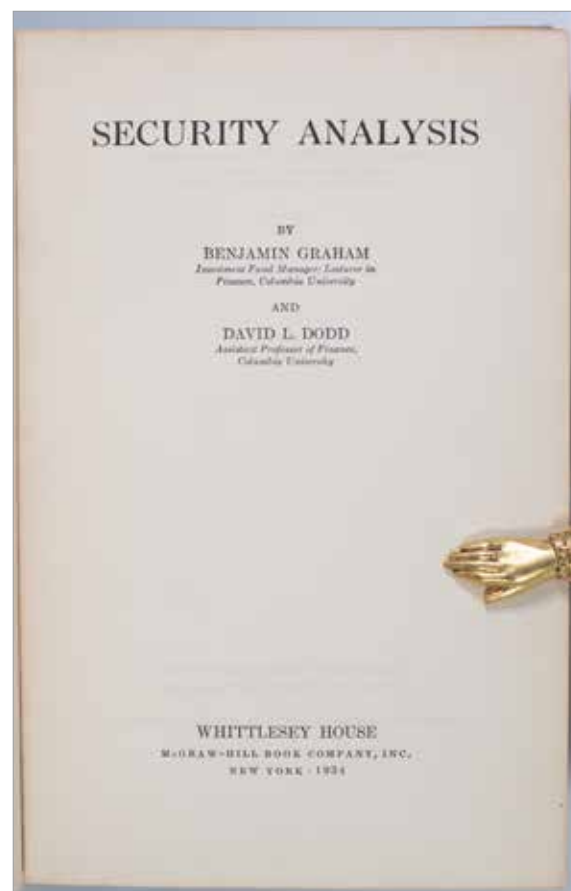 SECURITY ANALYSIS
BY
BENJAMIN GRAHAM
Investment Fund Manager; Lecturer in
Finance, Columbia University
AND
DAVID L. DODD
Assistant Professor of Finance,
Columbia University
WHITTLESEY HOUSE
McGRAW-HILL BOOK COMPANY, INC.
NEW YORK · 1934